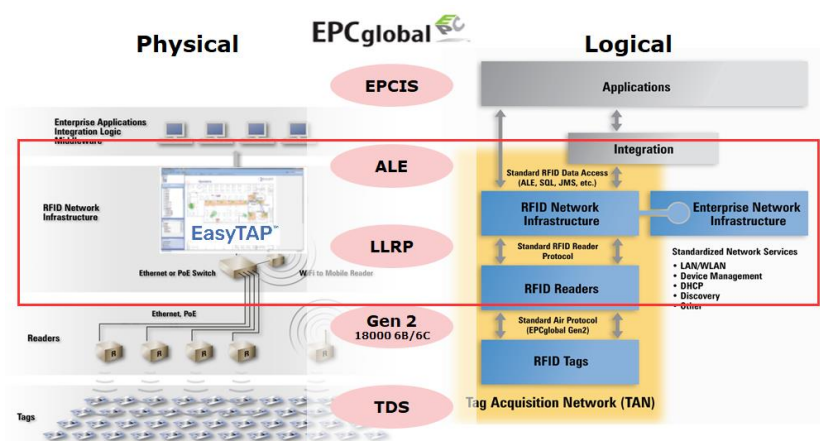 Physical
EPCglobal
Logical
EPCIS
Applications
Enterprise Applications
Integration Logic
Middleware
Integration
ALE
Standard RFID Data Access
(ALE, SQL, JMS, etc.)
RFID Network
Infrastructure
EasyTAP™
RFID Network
Infrastructure
Enterprise Network
Infrastructure
LLRP
Standard RFID Reader
Protocol
Standardized Network Services
• LAN/WLAN
• Device Management
• DHCP
• Discovery
• Other
Ethernet or PoE Switch
WiFi to Mobile Reader
RFID Readers
Ethernet, PoE
Gen 2
18000 6B/6C
Standard Air Protocol
(EPCglobal Gen2)
Readers
R
R
R
R
RFID Tags
Tags
TDS
Tag Acquisition Network (TAN)